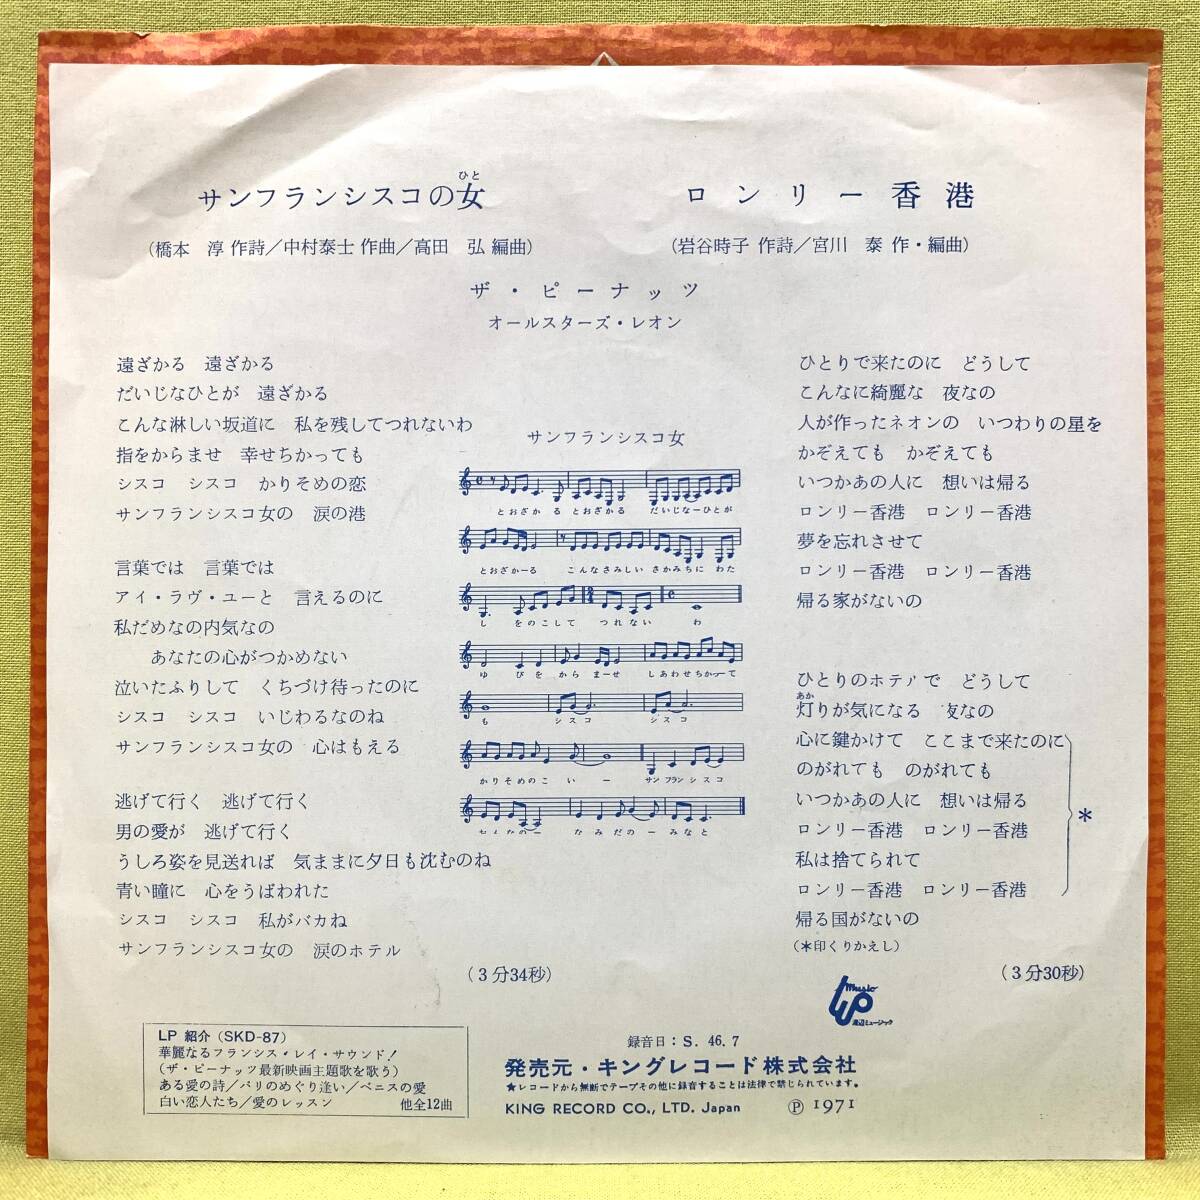 サンフランシスコの女
ひと
(橋本 淳 作詩/中村泰士 作曲/高田 弘 編曲)
ロンリー香港
(岩谷時子 作詩/宮川 泰 作・編曲)
ザ・ピーナッツ
オールスターズ・レオン
遠ざかる 遠ざかる
だいじなひとが 遠ざかる
こんな淋しい坂道に 私を残してつれないわ
指をからませ 幸せちかっても
シスコ シスコ かりそめの恋
サンフランシスコ女の 涙の港
言葉では 言葉では
アイ・ラヴ・ユーと 言えるのに
私だめなの内気なの
あなたの心がつかめない
泣いたふりして くちづけ待ったのに
シスコ シスコ いじわるなのね
サンフランシスコ女の 心はもえる
逃げて行く 逃げて行く
男の愛が 逃げて行く
うしろ姿を見送れば 気ままに夕日も沈むのね
青い瞳に 心をうばわれた
シスコ シスコ 私がバカね
サンフランシスコ女の 涙のホテル
(3分34秒)
サンフランシスコ女
とおざかる とおざかる だいじなーひとが
とおざかーる こんなさみしい さかみちに わた
し をのこして つれない わ
ゆ びを からまーせ しあわせちかって
も シスコ シスコ
かりそめのこいー サン フラン シスコ
なみだのーみなと
ひとりで来たのに どうして
こんなに綺麗な 夜なの
人が作ったネオンの いつわりの星を
かぞえても かぞえても
いつかあの人に 想いは帰る
ロンリー香港 ロンリー香港
夢を忘れさせて
ロンリー香港 ロンリー香港
帰る家がないの
ひとりのホテルで どうして
あか
灯りが気になる 夜なの
心に鍵かけて ここまで来たのに
のがれても のがれても
いつかあの人に 想いは帰る
ロンリー香港 ロンリー香港
*
私は捨てられて
ロンリー香港 ロンリー香港
帰る国がないの
(*印くりかえし)
(3分30秒)
Music
渡辺ミュージック
LP 紹介 (SKD-87)
華麗なるフランシス・レイ・サウンド!
(ザ・ピーナッツ最新映画主題歌を歌う)
ある愛の詩/パリのめぐり逢い/ベニスの愛
白い恋人たち/愛のレッスン 他全12曲
録音日:S. 46. 7
発売元・キングレコード株式会社
★レコードから無断でテープその他に録音することは法律で禁じられています。
KING RECORD CO., LTD. Japan Ⓟ 1971